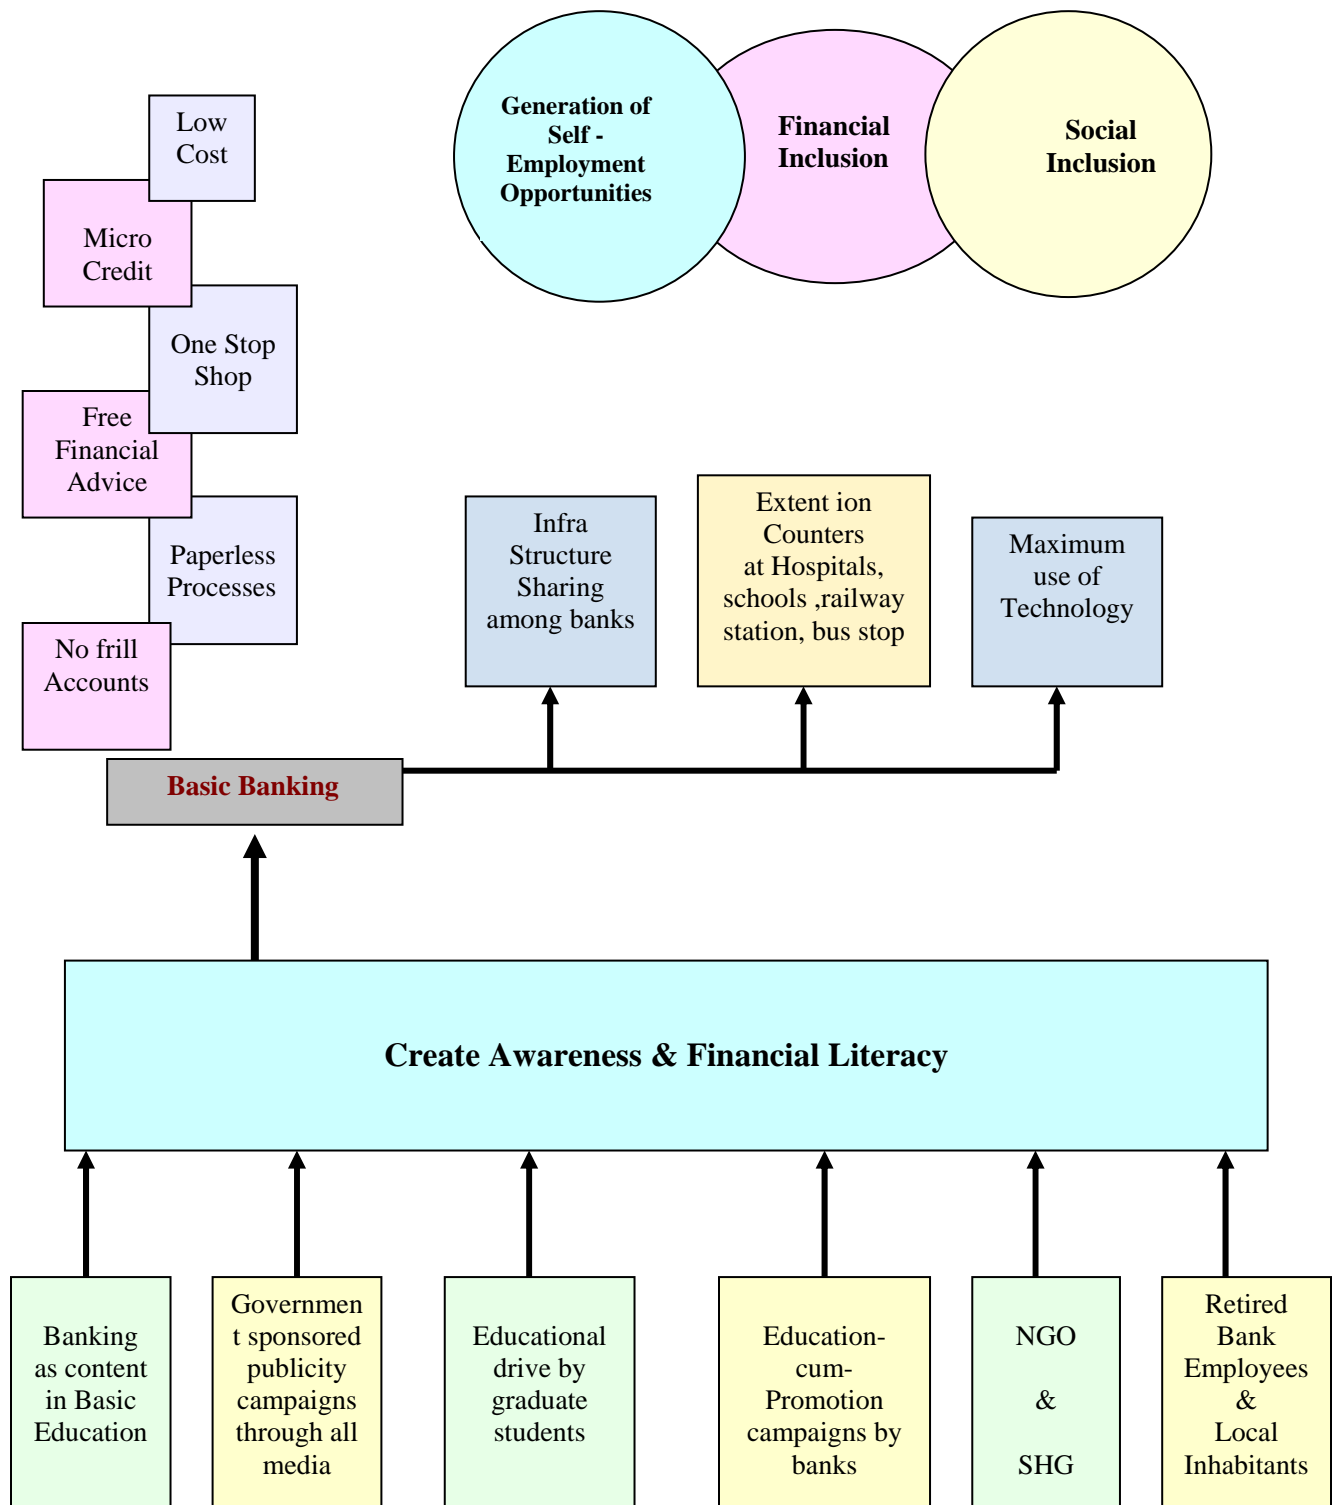 Generation of
Self -
Employment
Opportunities
Financial
Inclusion
Social
Inclusion
Low
Cost
Micro
Credit
One Stop
Shop
Free
Financial
Advice
Paperless
Processes
No frill
Accounts
Infra
Structure
Sharing
among banks
Extent ion
Counters
at Hospitals,
schools ,railway
station, bus stop
Maximum
use of
Technology
Basic Banking
Create Awareness & Financial Literacy
Banking
as content
in Basic
Education
Governmen
t sponsored
publicity
campaigns
through all
media
Educational
drive by
graduate
students
Education-
cum-
Promotion
campaigns by
banks
NGO
&
SHG
Retired
Bank
Employees
&
Local
Inhabitants